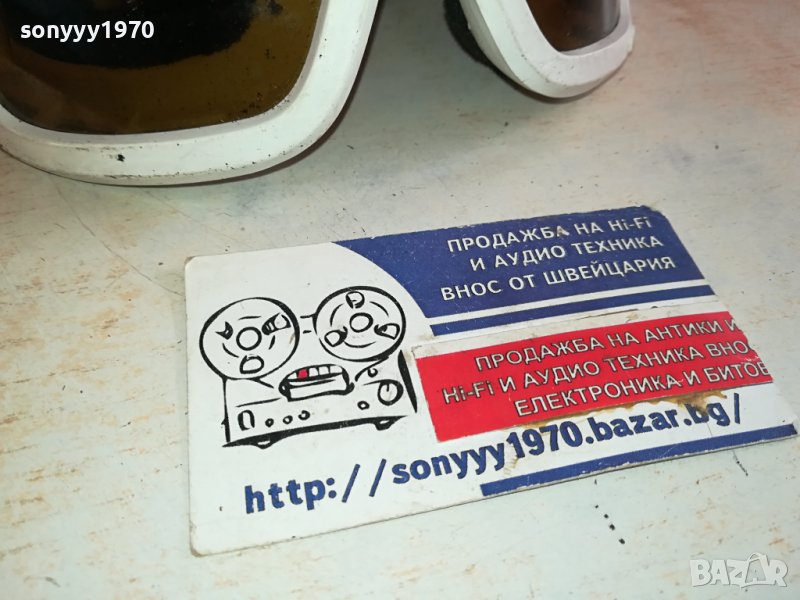 sonyyy1970
ПРОДАЖБА НА Hi-Fi
И АУДИО ТЕХНИКА
ВНОС ОТ ШВЕЙЦАРИЯ
ПРОДАЖБА НА АНТИКИ И
Hi-Fi И АУДИО ТЕХНИКА ВНО
ЕЛЕКТРОНИКА И БИТОВ
http://sonyyy1970.bazar.bg/
BAZAR